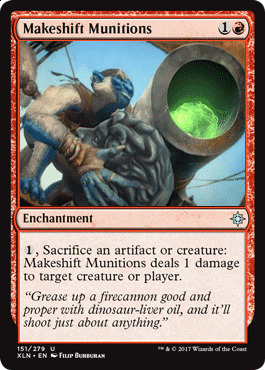 Makeshift Munitions 1
Enchantment
1, Sacrifice an artifact or creature:
Makeshift Munitions deals 1 damage
to target creature or player.
"Grease up a firecannon good and
proper with dinosaur-liver oil, and it'll
shoot just about anything."
151/279 U
XLN • EN FILIP BURBURAN
™ & © 2017 Wizards of the Coast